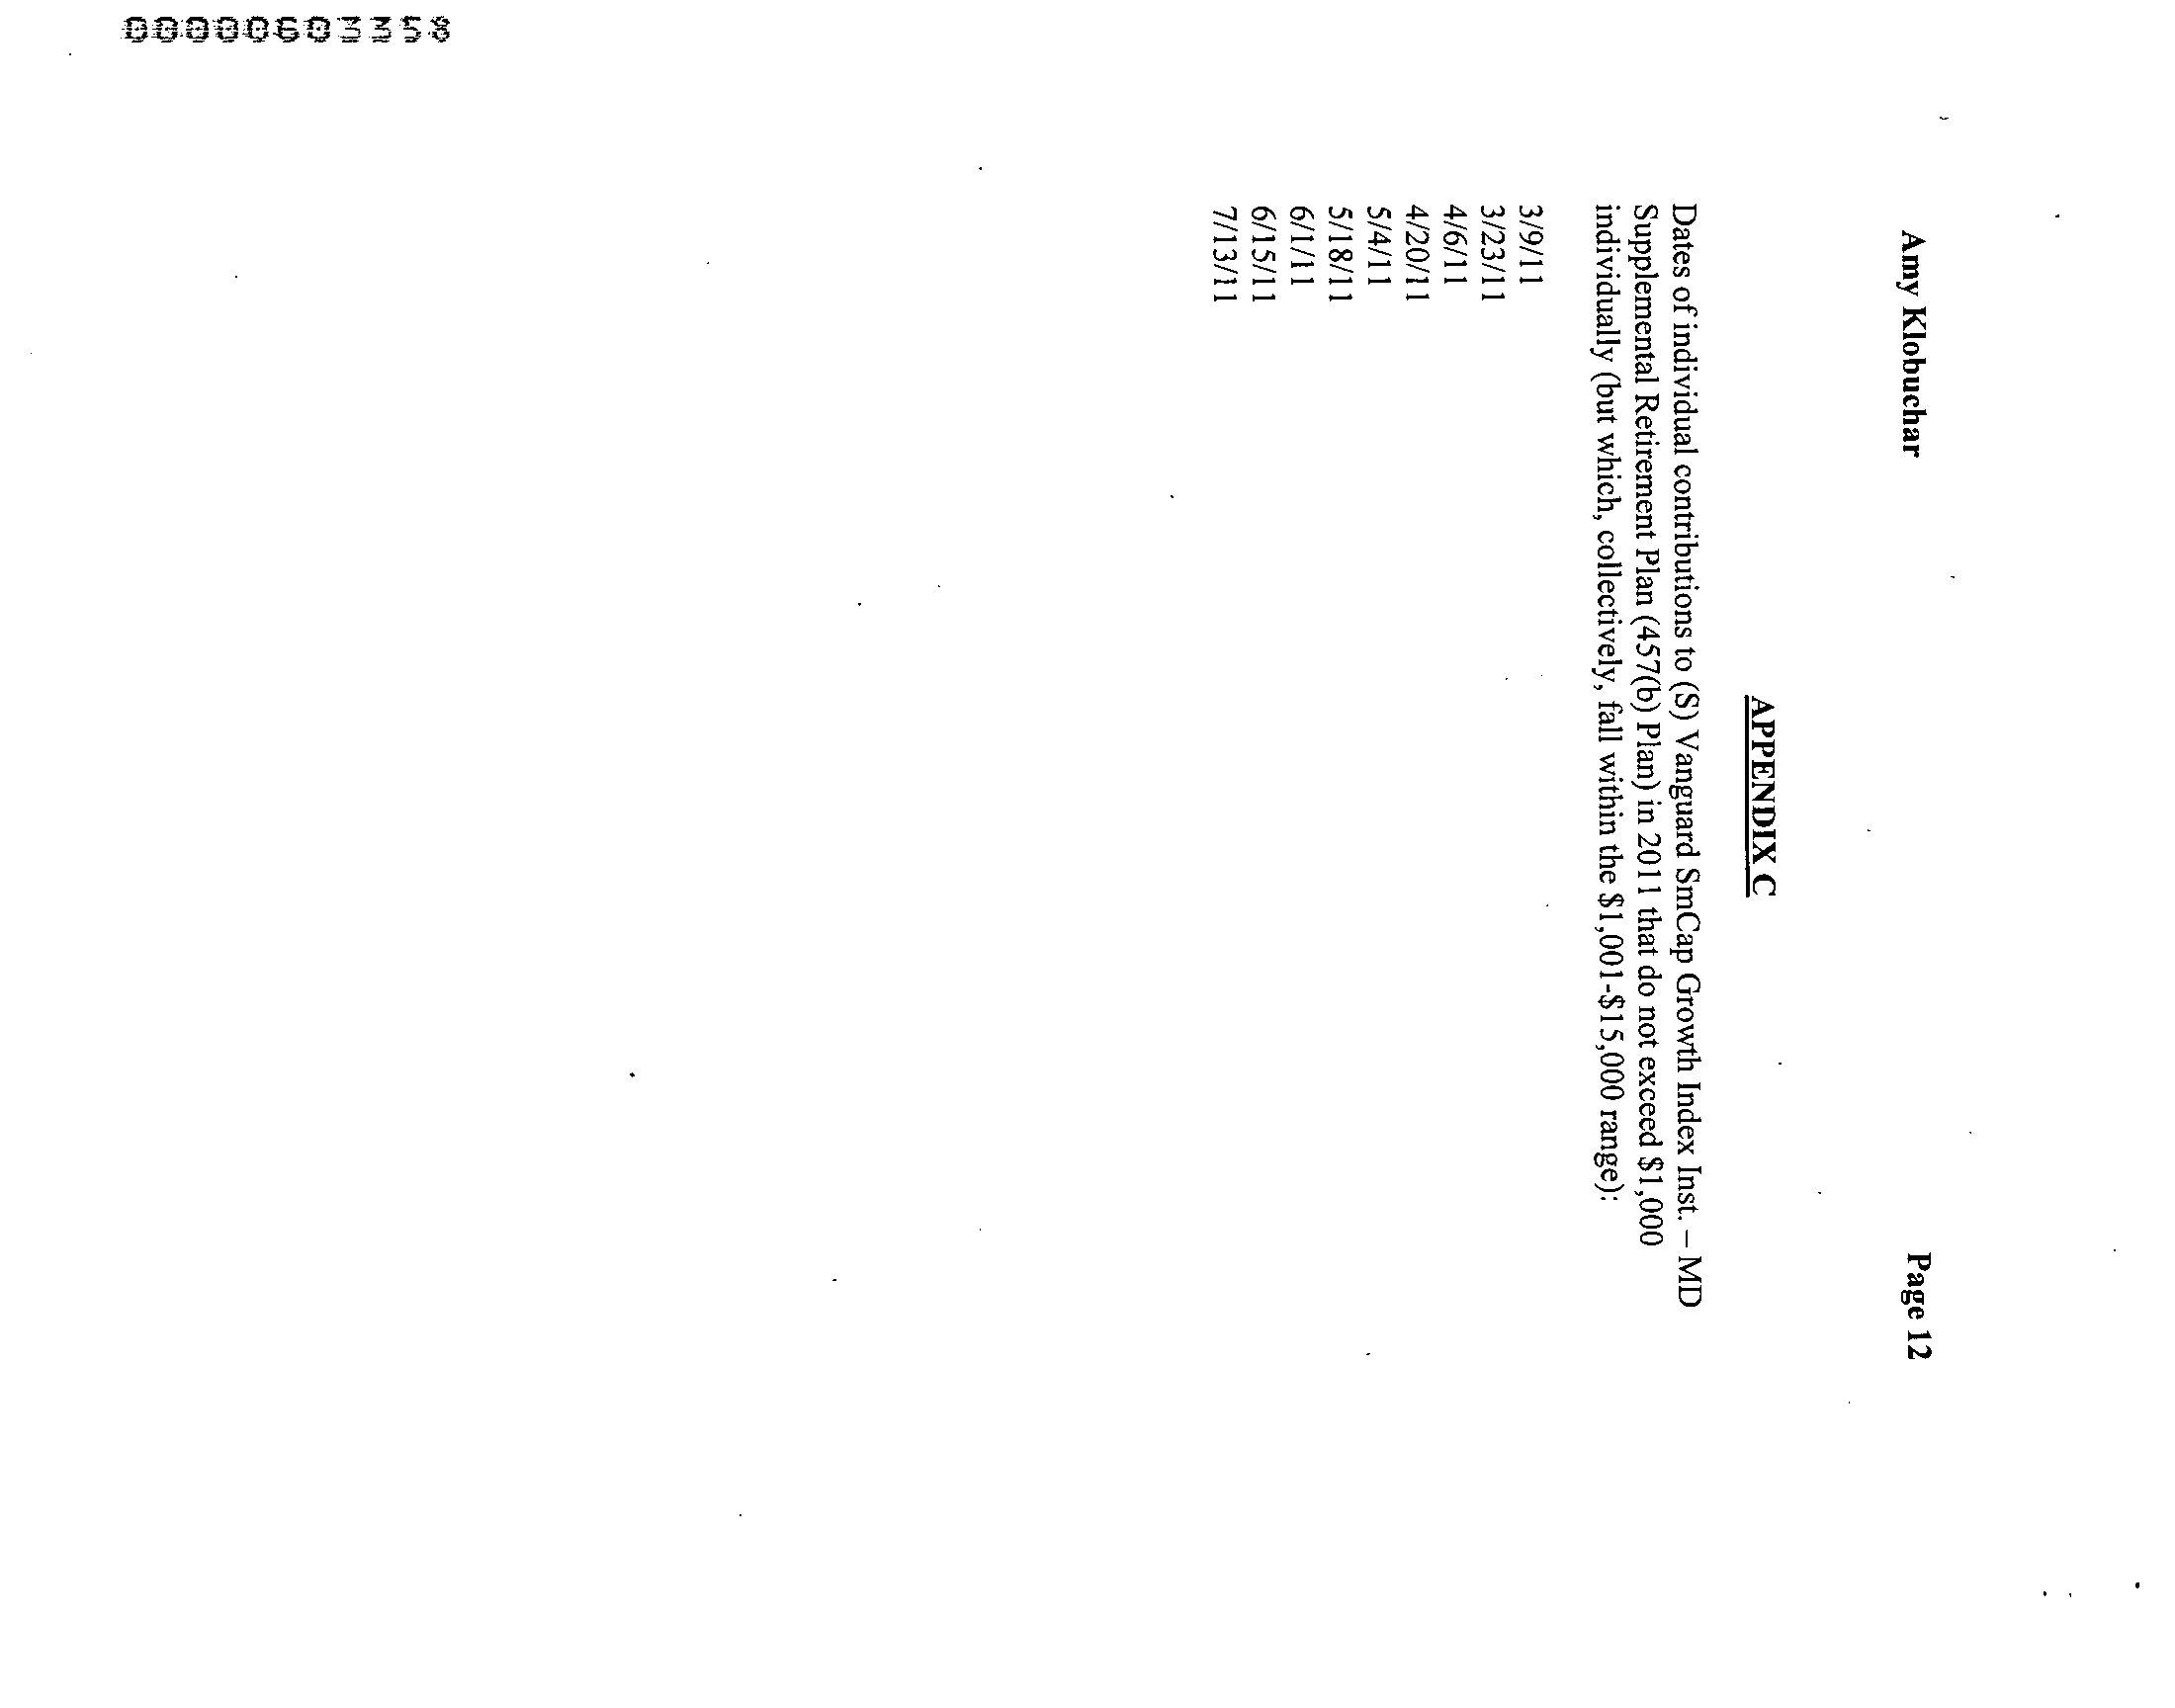 Amy Klobuchar
Page 12
APPENDIX C
Dates of individual contributions to (S) Vanguard SmCap Growth Index Inst. – MD
Supplemental Retirement Plan (457(b) Plan) in 2011 that do not exceed $1,000
individually (but which, collectively, fall within the $1,001-$15,000 range):
3/9/11
3/23/11
4/6/11
4/20/11
5/4/11
5/18/11
6/1/11
6/15/11
7/13/11
00000603358